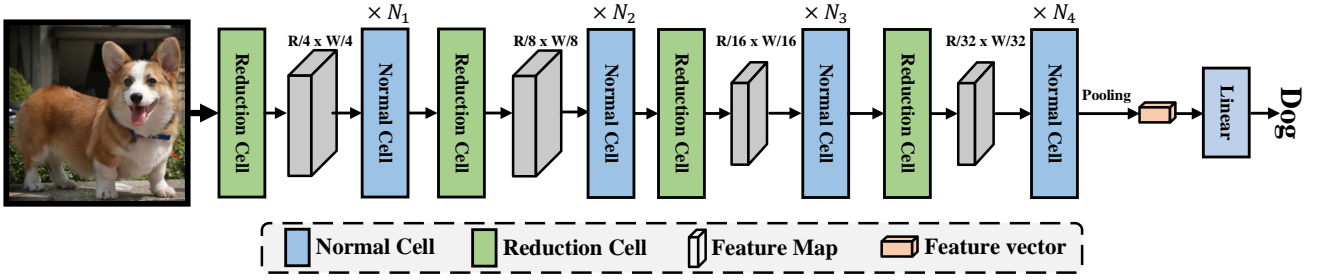 × N₁
× N₂
× N₃
× N₄
R/4 x W/4
R/8 x W/8
R/16 x W/16
R/32 x W/32
Reduction Cell
Normal Cell
Reduction Cell
Normal Cell
Reduction Cell
Normal Cell
Reduction Cell
Normal Cell
Pooling
Linear
Dog
Normal Cell
Reduction Cell
Feature Map
Feature vector